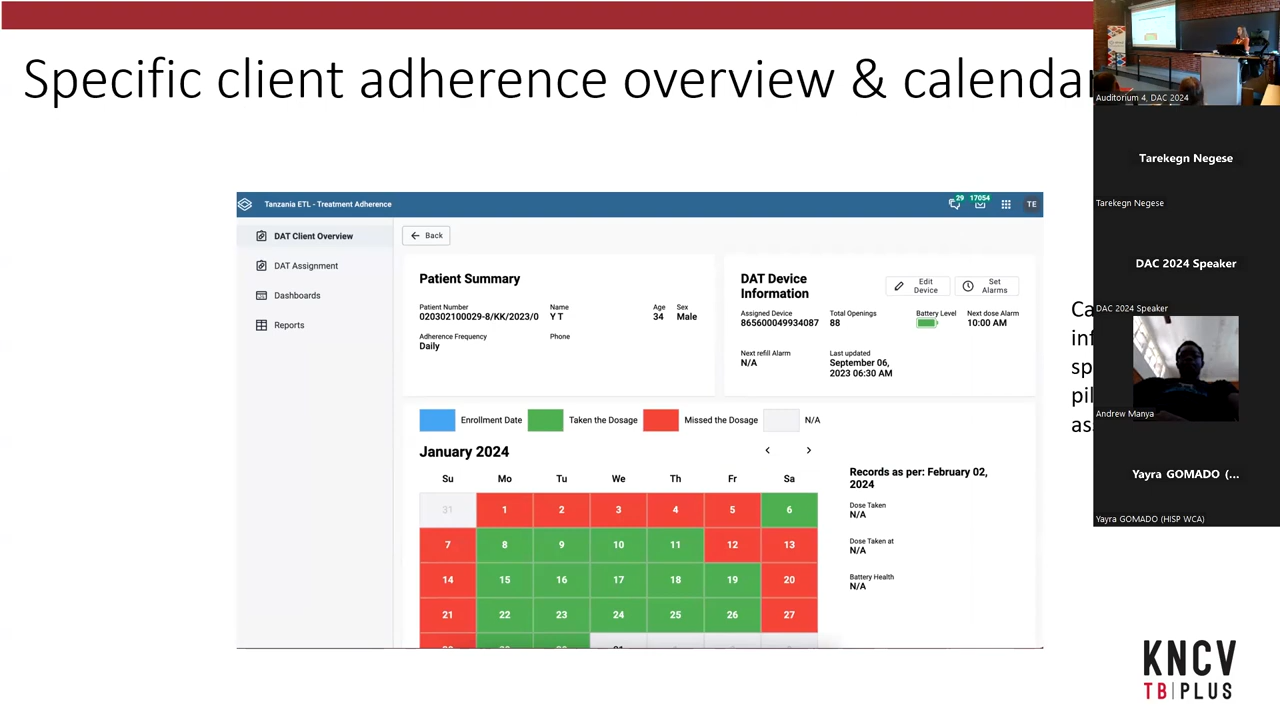 Specific client adherence overview & calendar
Auditorium 4, DAC 2024
Tarekegn Negese
Tarekegn Negese
DAC 2024 Speaker
DAC 2024 Speaker
Andrew Manya
Yayra GOMADO (...
Yayra GOMADO (HISP WCA)
Tanzania ETL - Treatment Adherence
29
17054
TE
DAT Client Overview
DAT Assignment
Dashboards
Reports
Back
Patient Summary
Patient Number
020302100029-8/KK/2023/0
Name
Y T
Age
34
Sex
Male
Adherence Frequency
Daily
Phone
DAT Device
Information
Edit
Device
Set
Alarms
Assigned Device
865600049934087
Total Openings
88
Battery Level
Next dose Alarm
10:00 AM
Next refill Alarm
N/A
Last updated
September 06,
2023 06:30 AM
Enrollment Date
Taken the Dosage
Missed the Dosage
N/A
January 2024
Su Mo Tu We Th Fr Sa
31 1 2 3 4 5 6
7 8 9 10 11 12 13
14 15 16 17 18 19 20
21 22 23 24 25 26 27
Records as per: February 02,
2024
Dose Taken
N/A
Dose Taken at
N/A
Battery Health
N/A
KNCV
TB PLUS